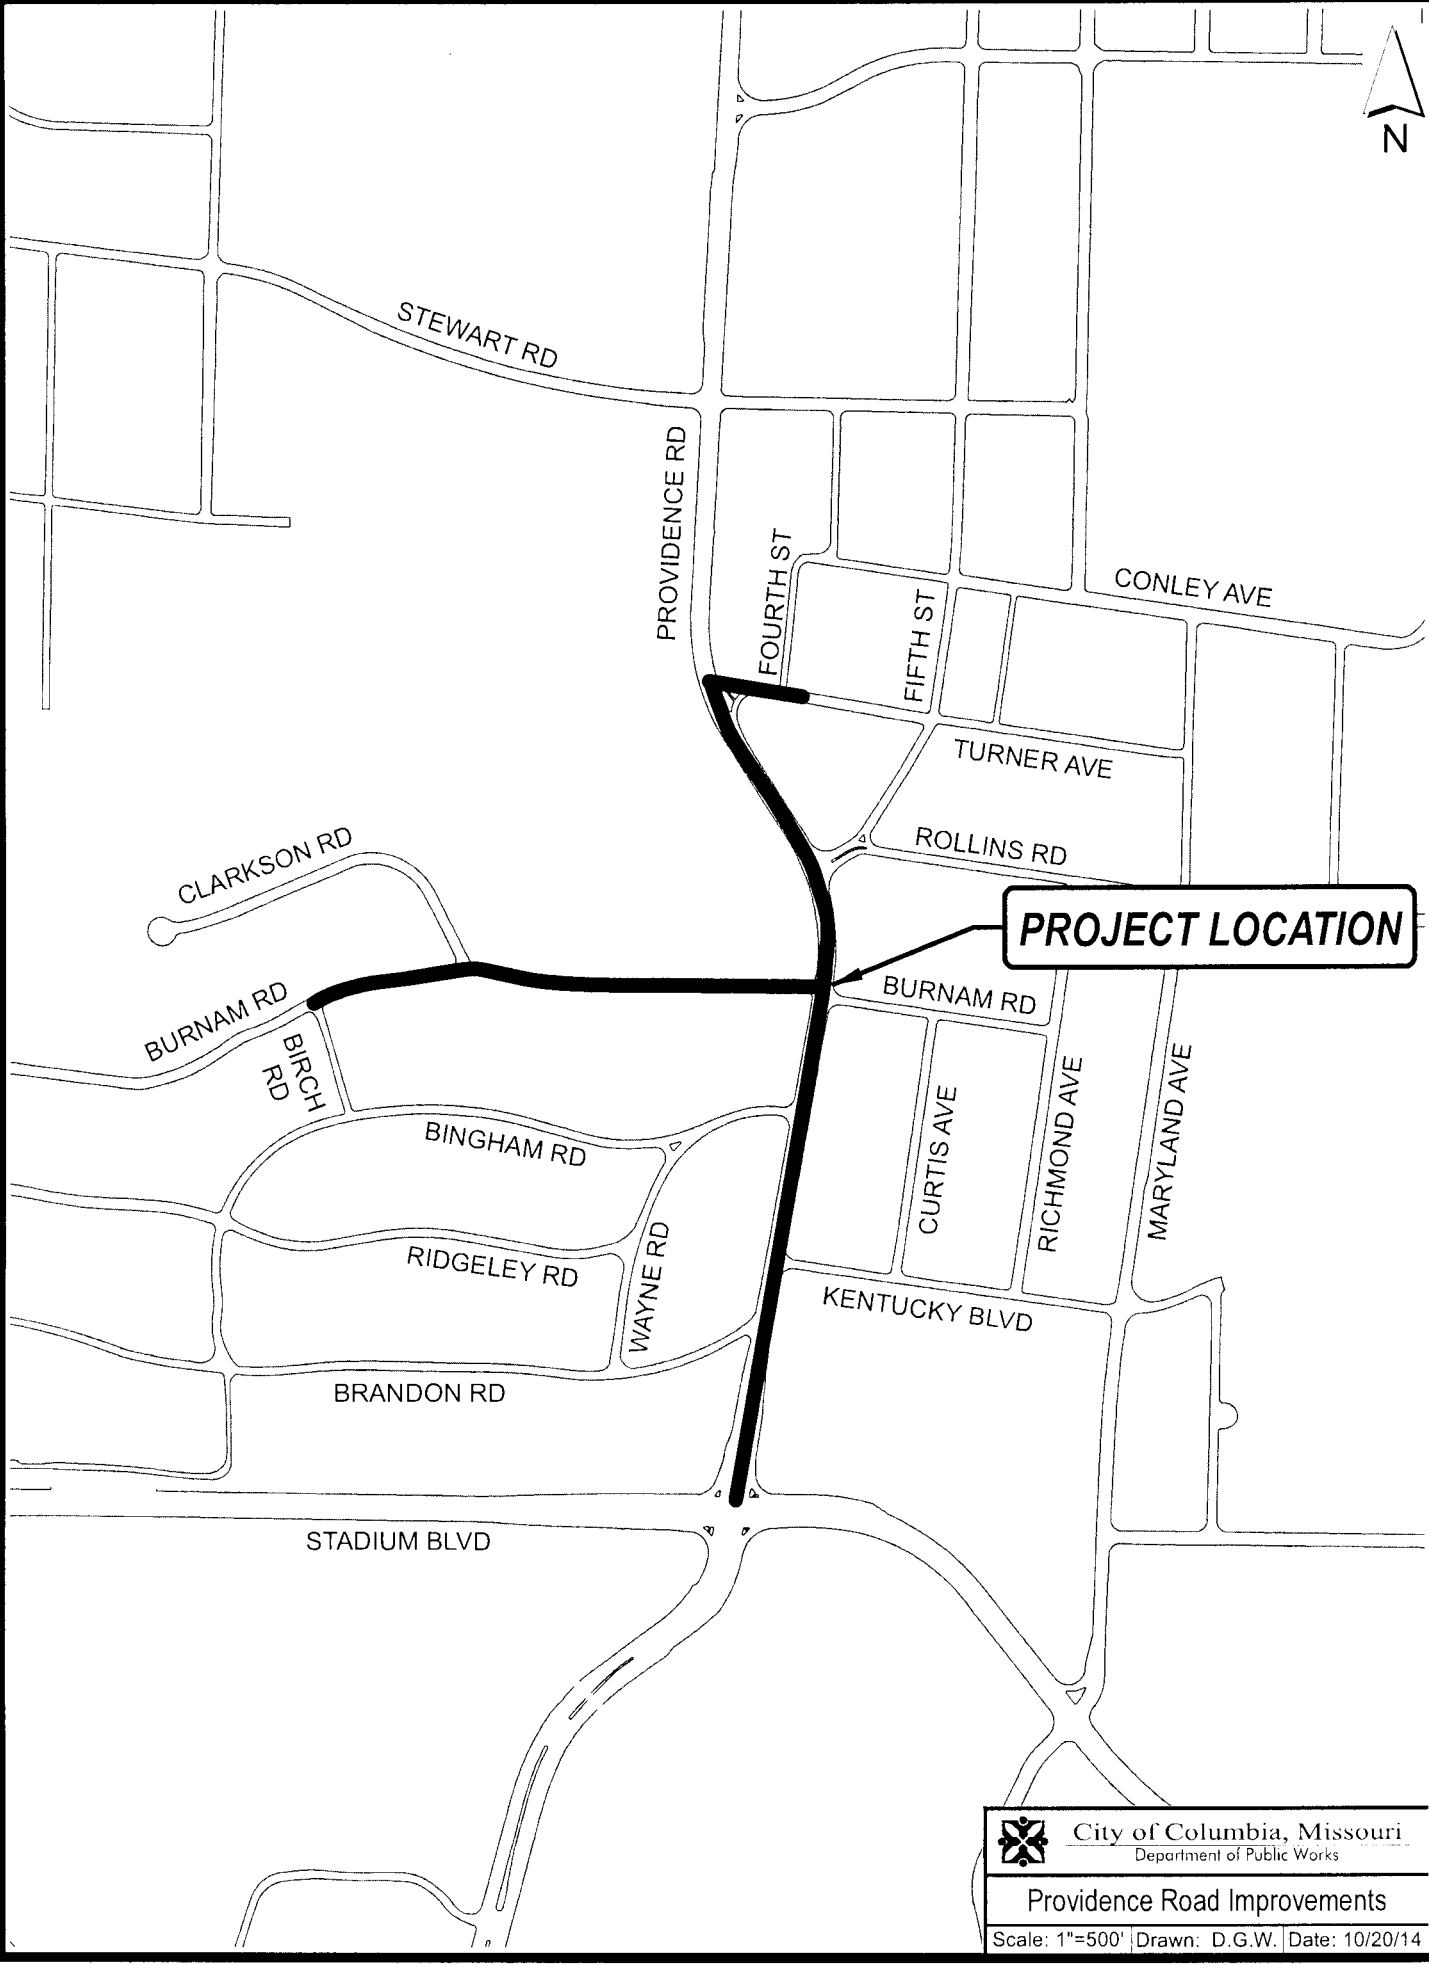 N
STEWART RD
PROVIDENCE RD
FOURTH ST
FIFTH ST
CONLEY AVE
TURNER AVE
ROLLINS RD
CLARKSON RD
PROJECT LOCATION
BURNAM RD
BURNAM RD
BIRCH
RD
BINGHAM RD
CURTIS AVE
RICHMOND AVE
MARYLAND AVE
RIDGELEY RD
WAYNE RD
KENTUCKY BLVD
BRANDON RD
STADIUM BLVD
City of Columbia, Missouri
Department of Public Works
Providence Road Improvements
Scale: 1"=500' Drawn: D.G.W. Date: 10/20/14